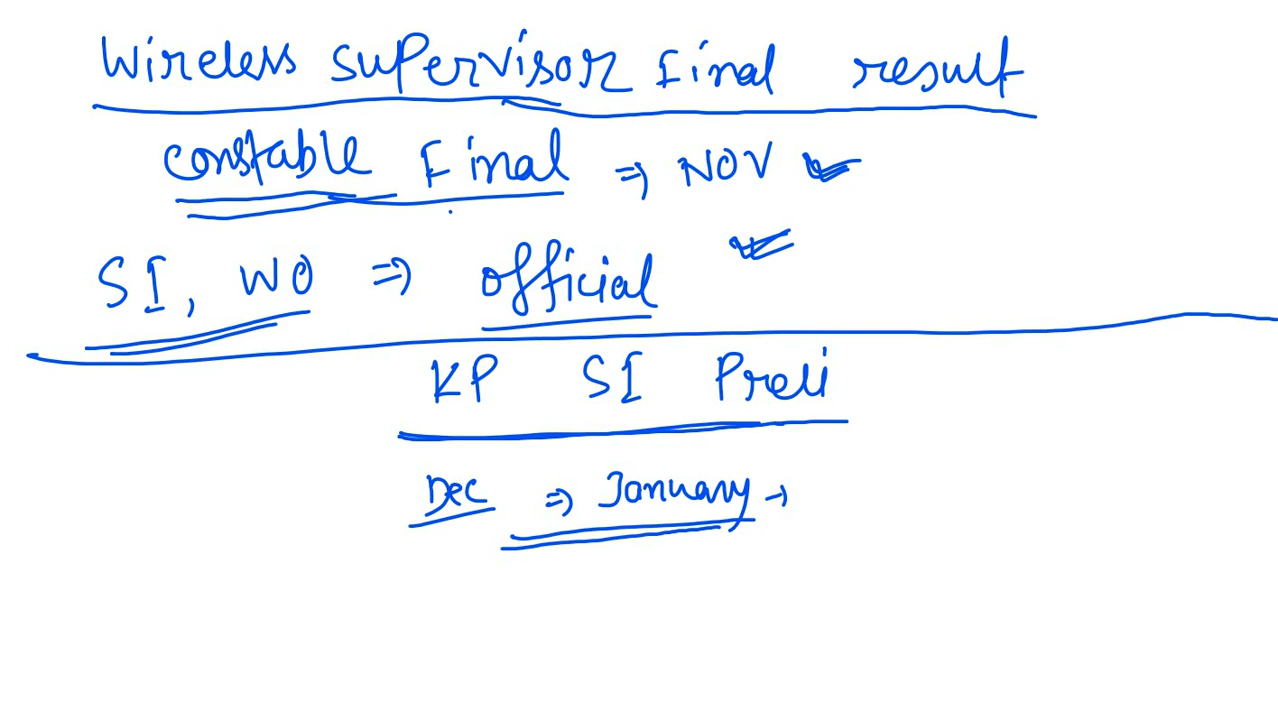 Wireless supervisor Final result
constable Final ⇒ NOV
SI, WO ⇒ official
KP SI Preli
Dec ⇒ January →